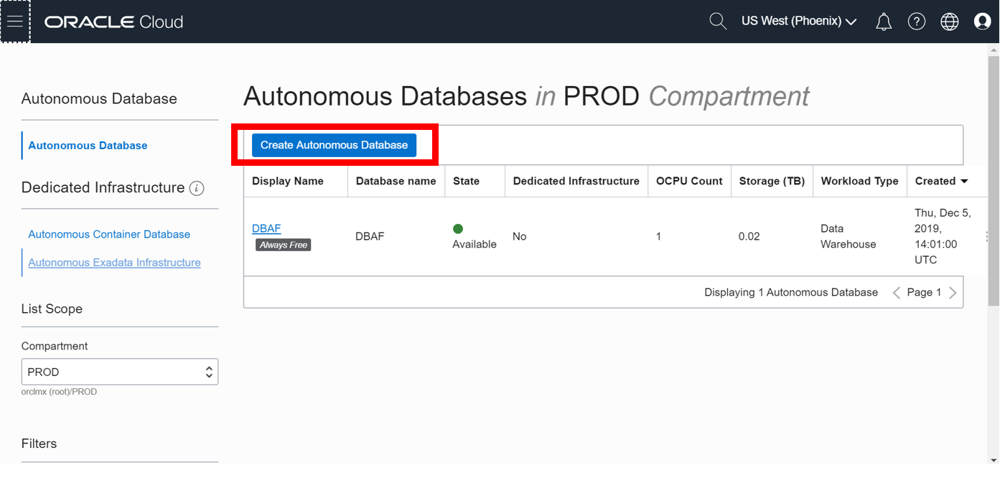 ORACLE Cloud
US West (Phoenix)
Autonomous Database
Autonomous Database
Dedicated Infrastructure
Autonomous Container Database
Autonomous Exadata Infrastructure
List Scope
Compartment
PROD
orclmx (root)/PROD
Filters
Autonomous Databases in PROD Compartment
Create Autonomous Database
Display Name Database name State Dedicated Infrastructure OCPU Count Storage (TB) Workload Type Created
DBAF
Always Free
DBAF
Available
No
1
0.02
Data
Warehouse
Thu, Dec 5,
2019,
14:01:00
UTC
Displaying 1 Autonomous Database Page 1